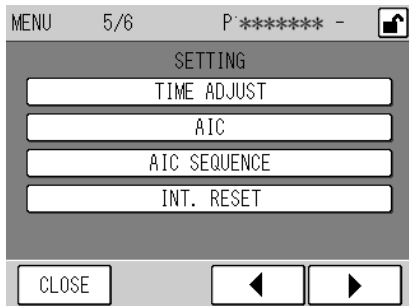 MENU 5/6 P******* -
SETTING
TIME ADJUST
AIC
AIC SEQUENCE
INT. RESET
CLOSE